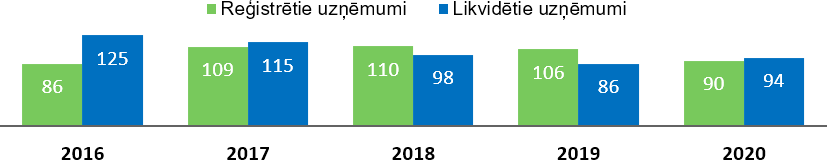 Reģistrētie uzņēmumi Likvidētie uzņēmumi
86 125 109 115 110 98 106 86 90 94
2016 2017 2018 2019 2020